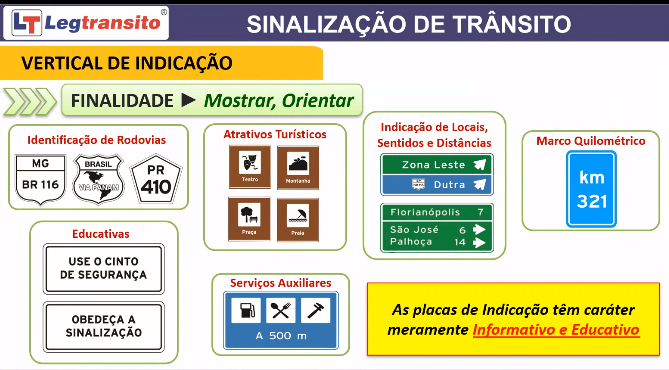 LT Legtransito®
SINALIZAÇÃO DE TRÂNSITO
VERTICAL DE INDICAÇÃO
FINALIDADE ► Mostrar, Orientar
Identificação de Rodovias
MG
BR 116
BRASIL
VIA PANAM
PR
410
Atrativos Turísticos
Teatro
Montanha
Praça
Praia
Indicação de Locais,
Sentidos e Distâncias
Zona Leste
Dutra
Florianópolis 7
São José 6
Palhoça 14
Marco Quilométrico
km
321
Educativas
USE O CINTO
DE SEGURANÇA
OBEDEÇA A
SINALIZAÇÃO
Serviços Auxiliares
A 500 m
As placas de Indicação têm caráter
meramente Informativo e Educativo